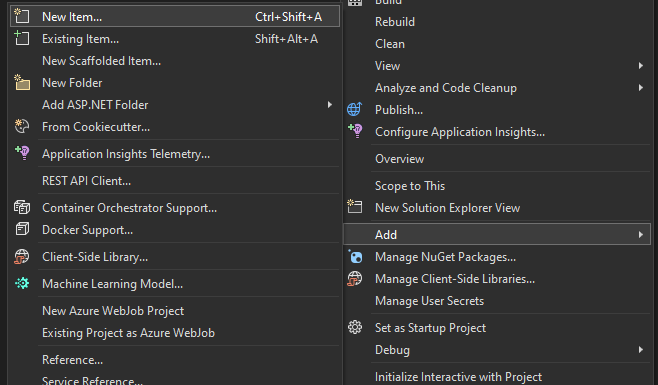 New Item... Ctrl+Shift+A
Existing Item... Shift+Alt+A
New Scaffolded Item...
New Folder
Add ASP.NET Folder
From Cookiecutter...
Application Insights Telemetry...
REST API Client...
Container Orchestrator Support...
Docker Support...
Client-Side Library...
Machine Learning Model...
New Azure WebJob Project
Existing Project as Azure WebJob
Reference...
Service Reference...
Build
Rebuild
Clean
View
Analyze and Code Cleanup
Publish...
Configure Application Insights...
Overview
Scope to This
New Solution Explorer View
Add
Manage NuGet Packages...
Manage Client-Side Libraries...
Manage User Secrets
Set as Startup Project
Debug
Initialize Interactive with Project